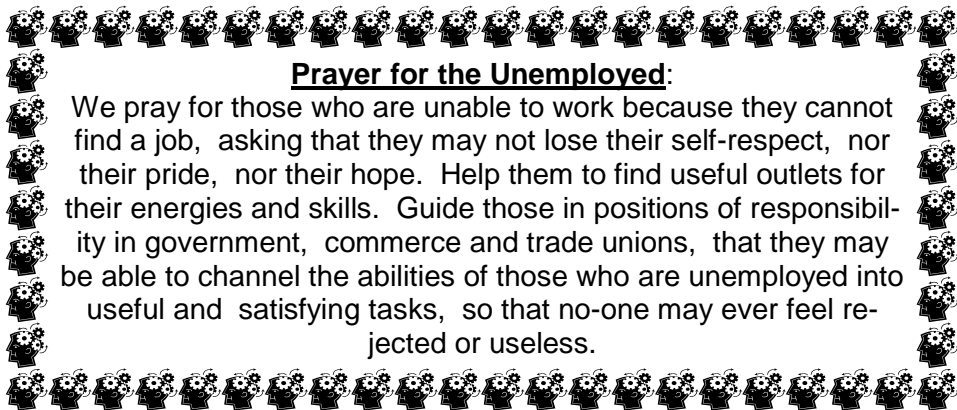 Prayer for the Unemployed:
We pray for those who are unable to work because they cannot
find a job,  asking that they may not lose their self-respect,  nor
their pride,  nor their hope.  Help them to find useful outlets for
their energies and skills.  Guide those in positions of responsibil-
ity in government,  commerce and trade unions,  that they may
be able to channel the abilities of those who are unemployed into
useful and  satisfying tasks,  so that no-one may ever feel re-
jected or useless.